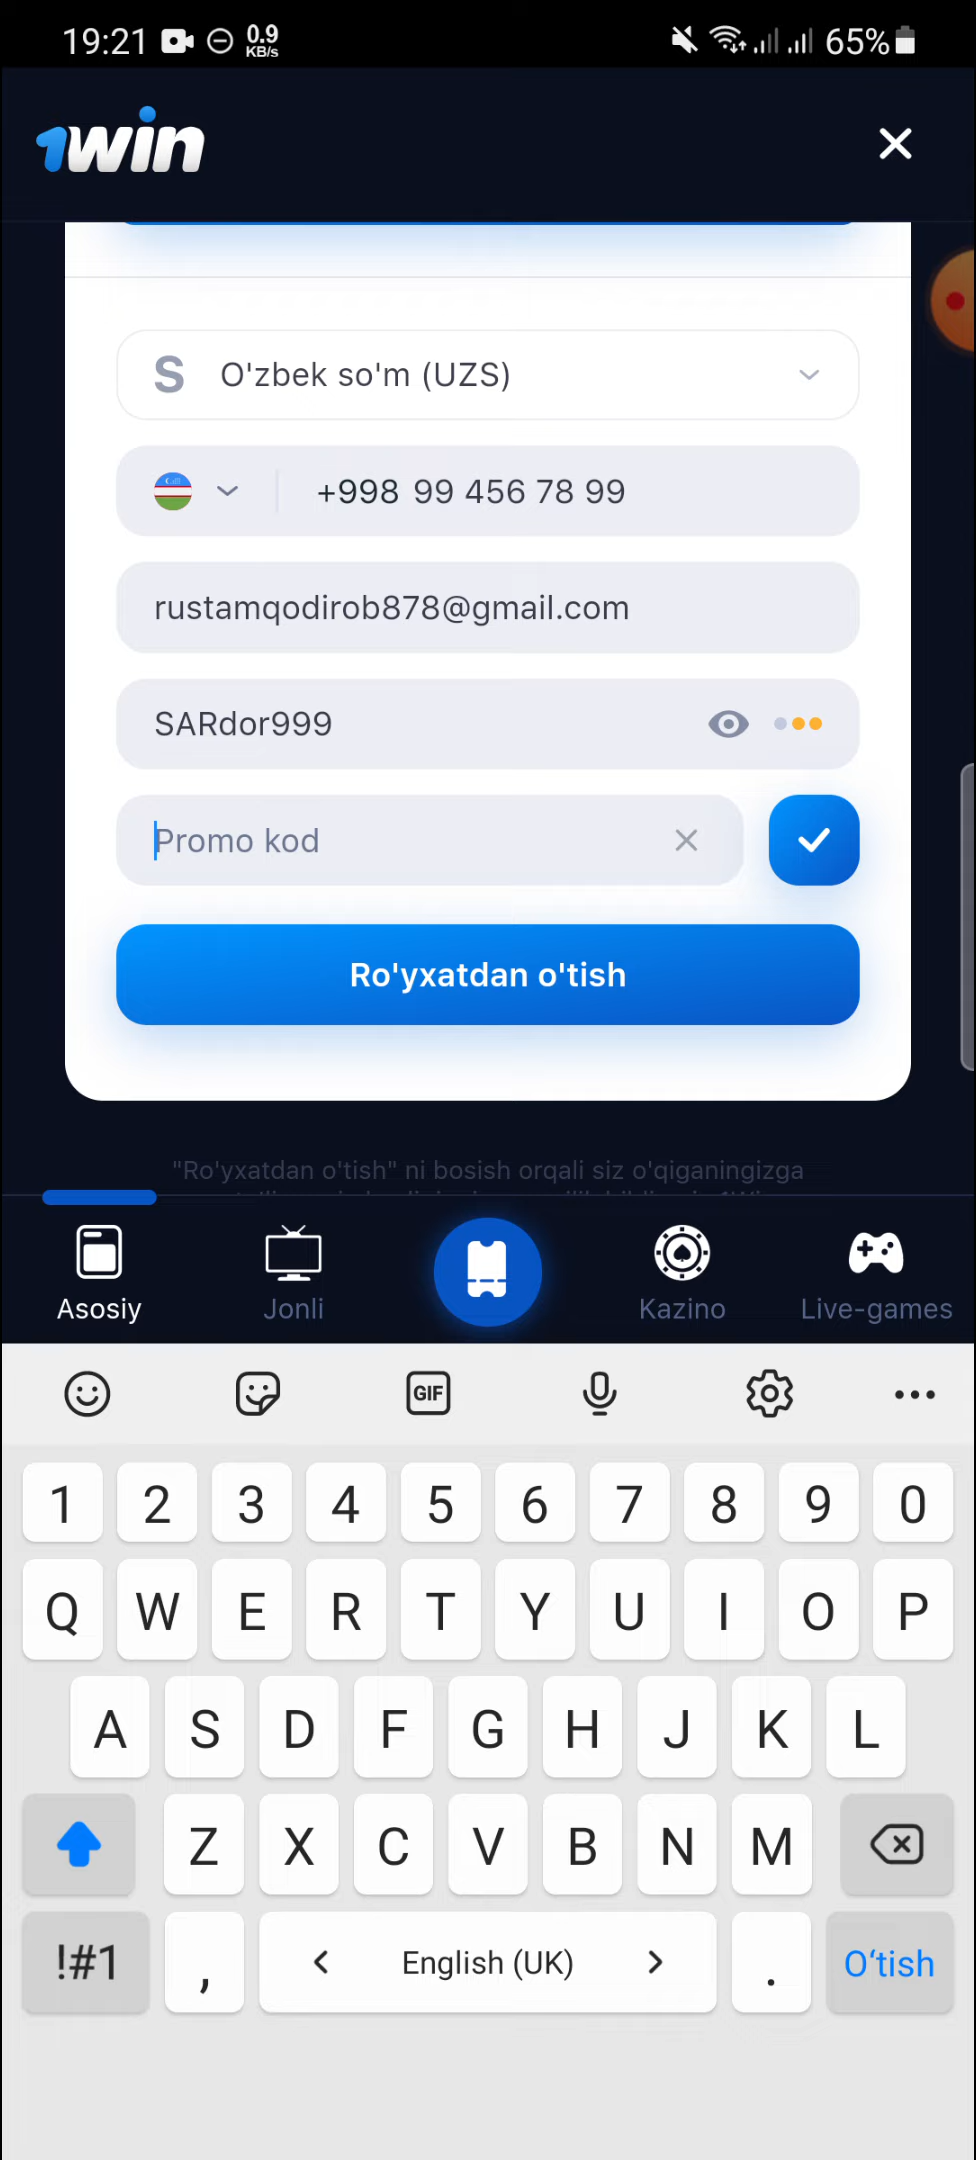 19:21 0.9 KB/s 65%
1win
S O'zbek so'm (UZS)
+998 99 456 78 99
rustamqodirob878@gmail.com
SARdor999
Promo kod
Ro'yxatdan o'tish
"Ro'yxatdan o'tish" ni bosish orqali siz o'qiganingizga
Asosiy Jonli Kazino Live-games
GIF
1 2 3 4 5 6 7 8 9 0
Q W E R T Y U I O P
A S D F G H J K L
Z X C V B N M
!#1 , < English (UK) > . O‘tish